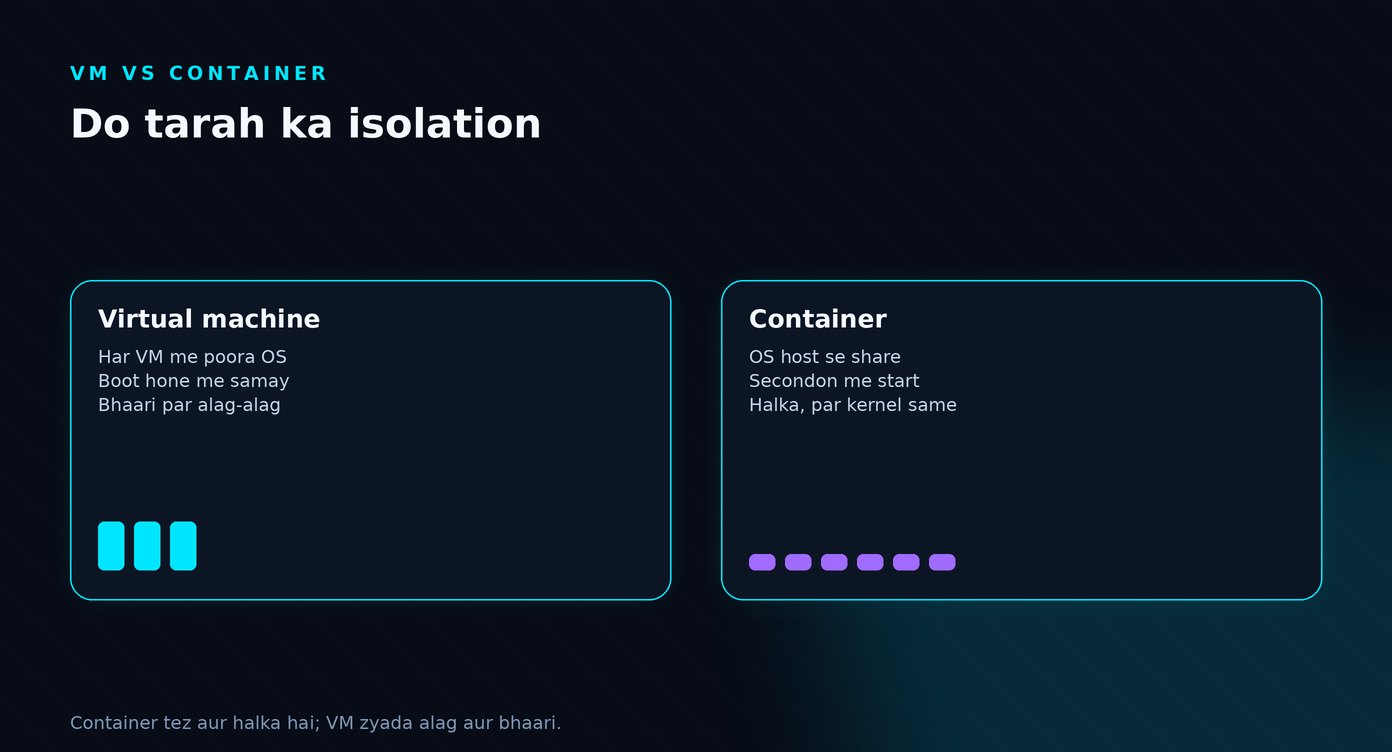 VM VS CONTAINER
Do tarah ka isolation
Virtual machine
Har VM me poora OS
Boot hone me samay
Bhaari par alag-alag
Container
OS host se share
Secondon me start
Halka, par kernel same
Container tez aur halka hai; VM zyada alag aur bhaari.